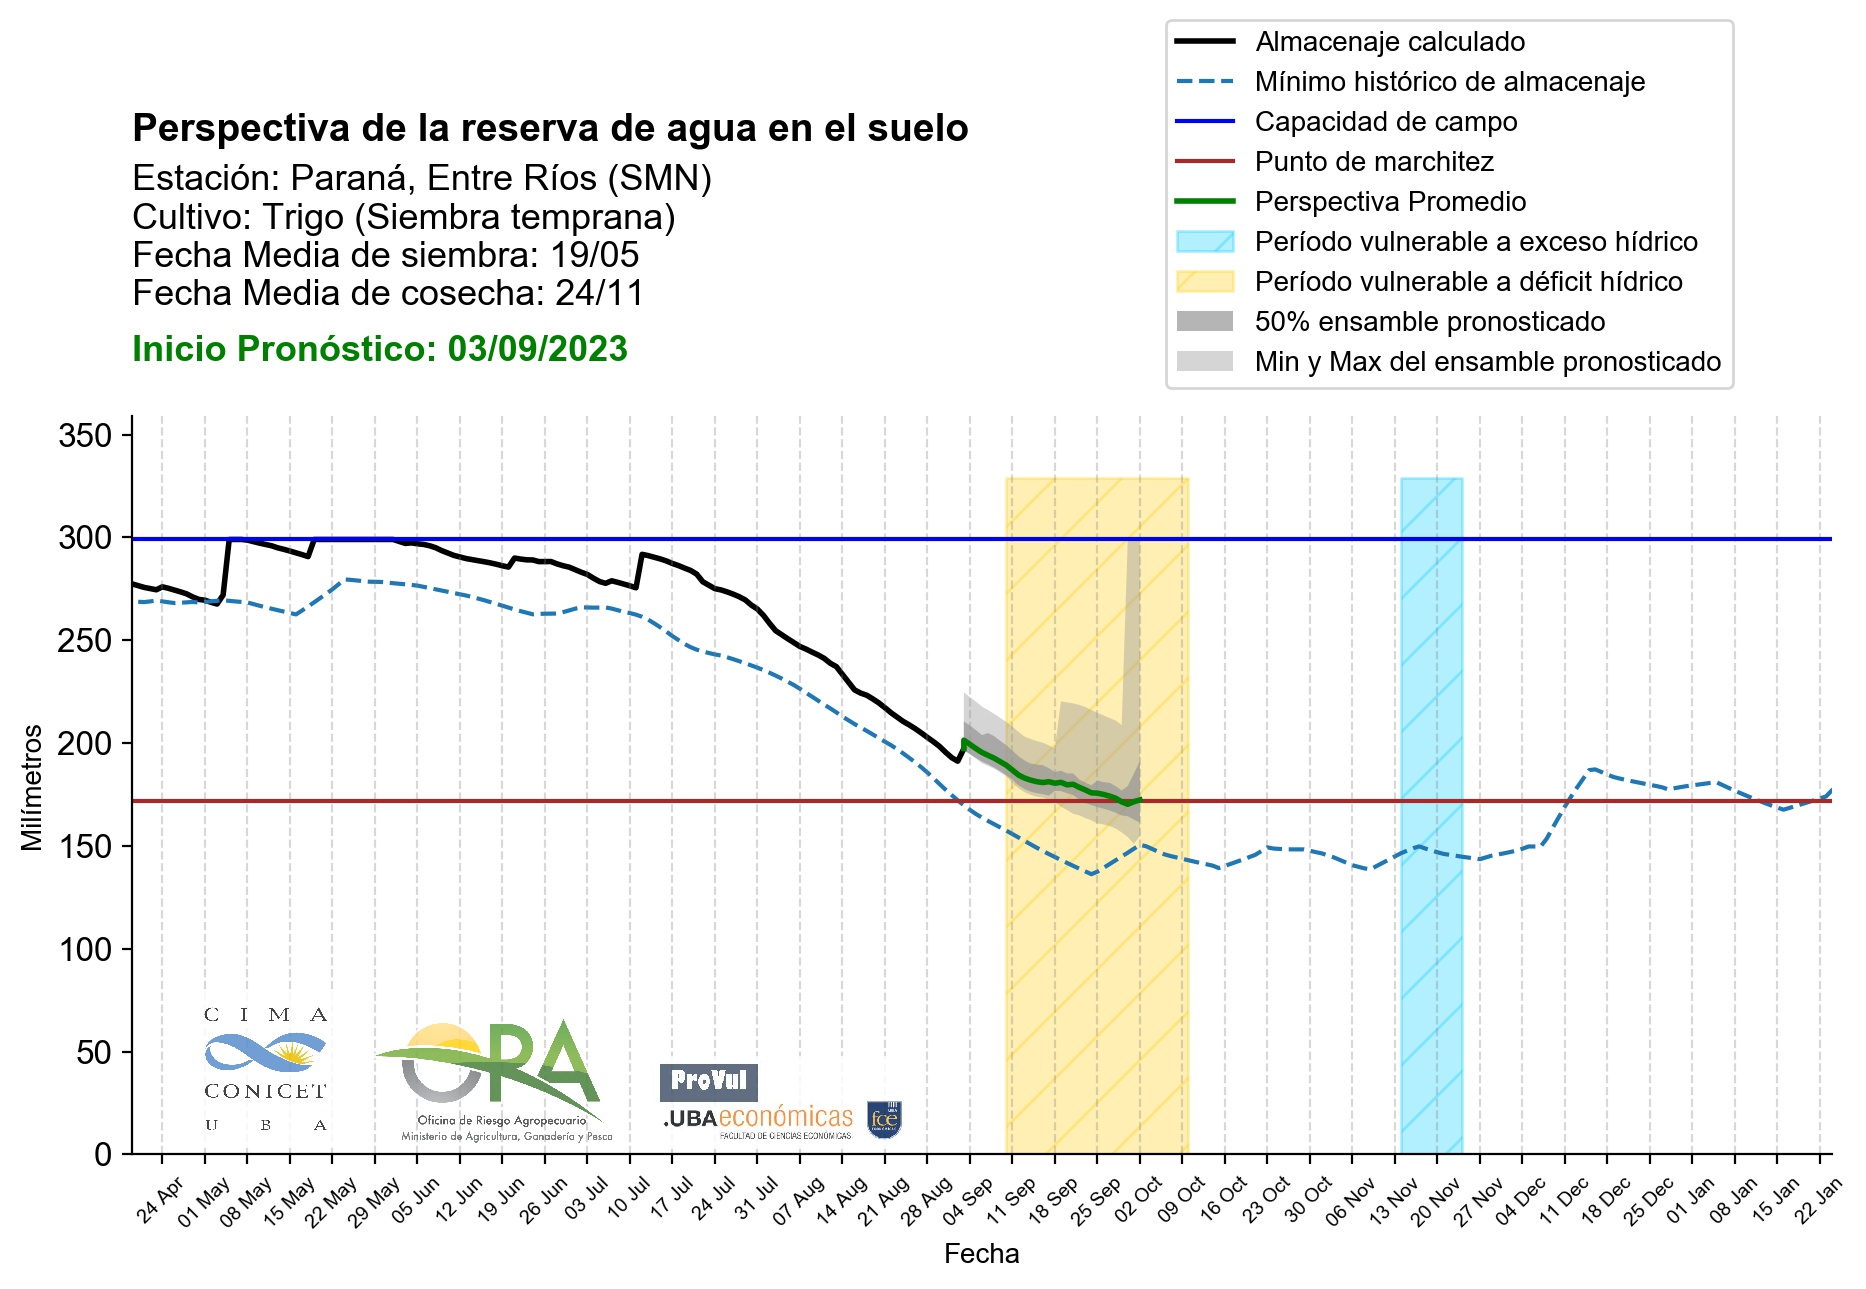 Almacenaje calculado
Mínimo histórico de almacenaje
Capacidad de campo
Punto de marchitez
Perspectiva Promedio
Período vulnerable a exceso hídrico
Período vulnerable a déficit hídrico
50% ensamble pronosticado
Min y Max del ensamble pronosticado
Perspectiva de la reserva de agua en el suelo
Estación: Paraná, Entre Ríos (SMN)
Cultivo: Trigo (Siembra temprana)
Fecha Media de siembra: 19/05
Fecha Media de cosecha: 24/11
Inicio Pronóstico: 03/09/2023
350
300
250
200
150
100
50
0
Milímetros
CIMA
CONICET
UBA
ORA
Oficina de Riesgo Agropecuario
Ministerio de Agricultura, Ganadería y Pesca
ProVul
.UBAeconómicas
FACULTAD DE CIENCIAS ECONÓMICAS
fce
24 Apr
01 May
08 May
15 May
22 May
29 May
05 Jun
12 Jun
19 Jun
26 Jun
03 Jul
10 Jul
17 Jul
24 Jul
31 Jul
07 Aug
14 Aug
21 Aug
28 Aug
04 Sep
11 Sep
18 Sep
25 Sep
02 Oct
09 Oct
16 Oct
23 Oct
30 Oct
06 Nov
13 Nov
20 Nov
27 Nov
04 Dec
11 Dec
18 Dec
25 Dec
01 Jan
08 Jan
15 Jan
22 Jan
Fecha